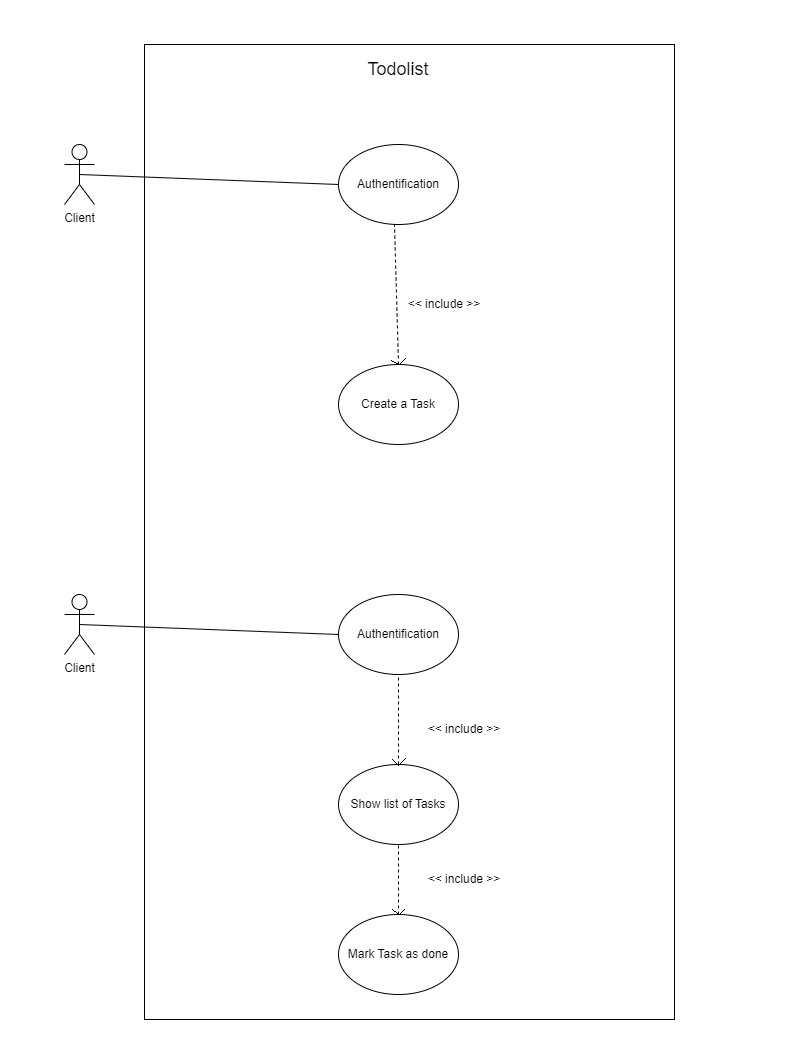 Todolist
Authentification
Client
<< include >>
Create a Task
Authentification
Client
<< include >>
Show list of Tasks
<< include >>
Mark Task as done